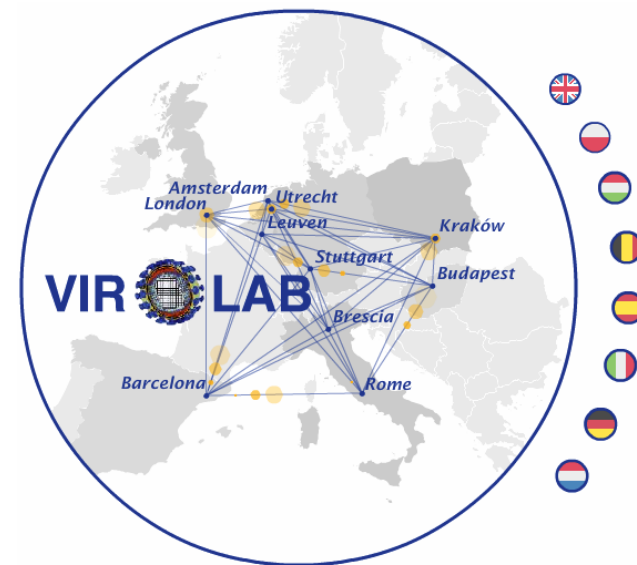 Amsterdam
Utrecht
London
Leuven
Kraków
Stuttgart
Budapest
VIR LAB
Brescia
Barcelona
Rome